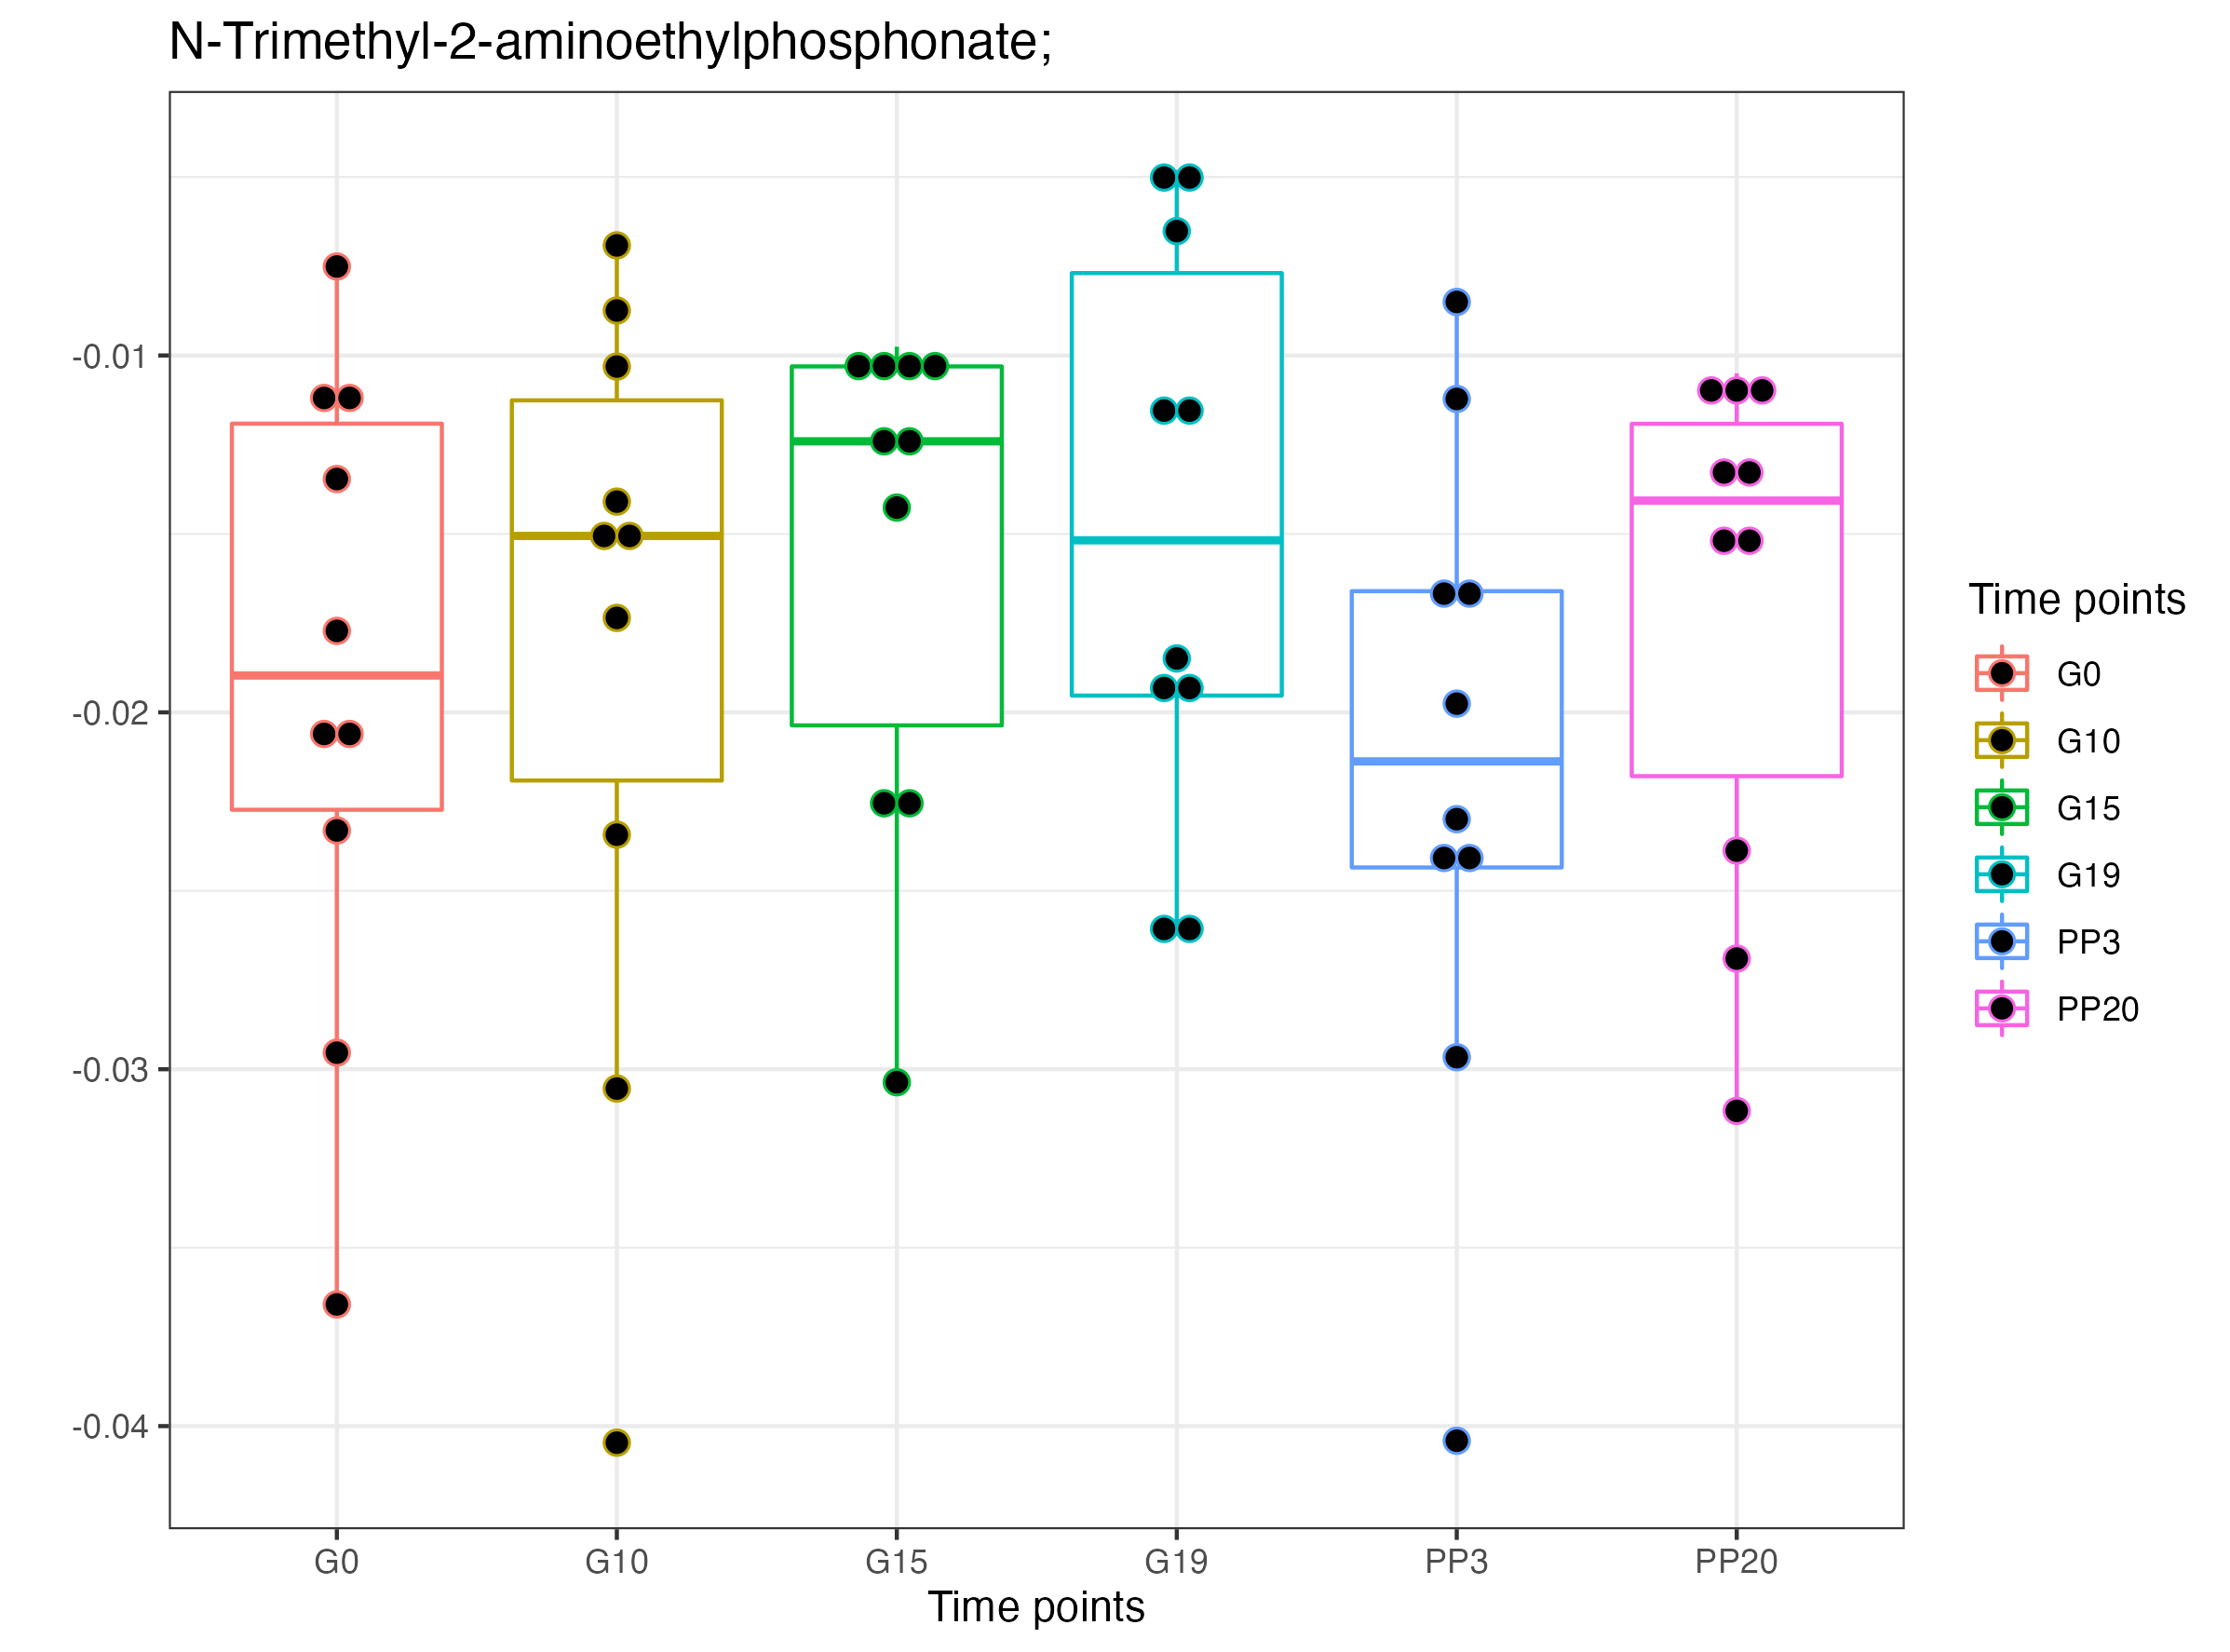 N-Trimethyl-2-aminoethylphosphonate;
-0.01
-0.02
-0.03
-0.04
G0
G10
G15
G19
PP3
PP20
Time points
Time points
G0
G10
G15
G19
PP3
PP20